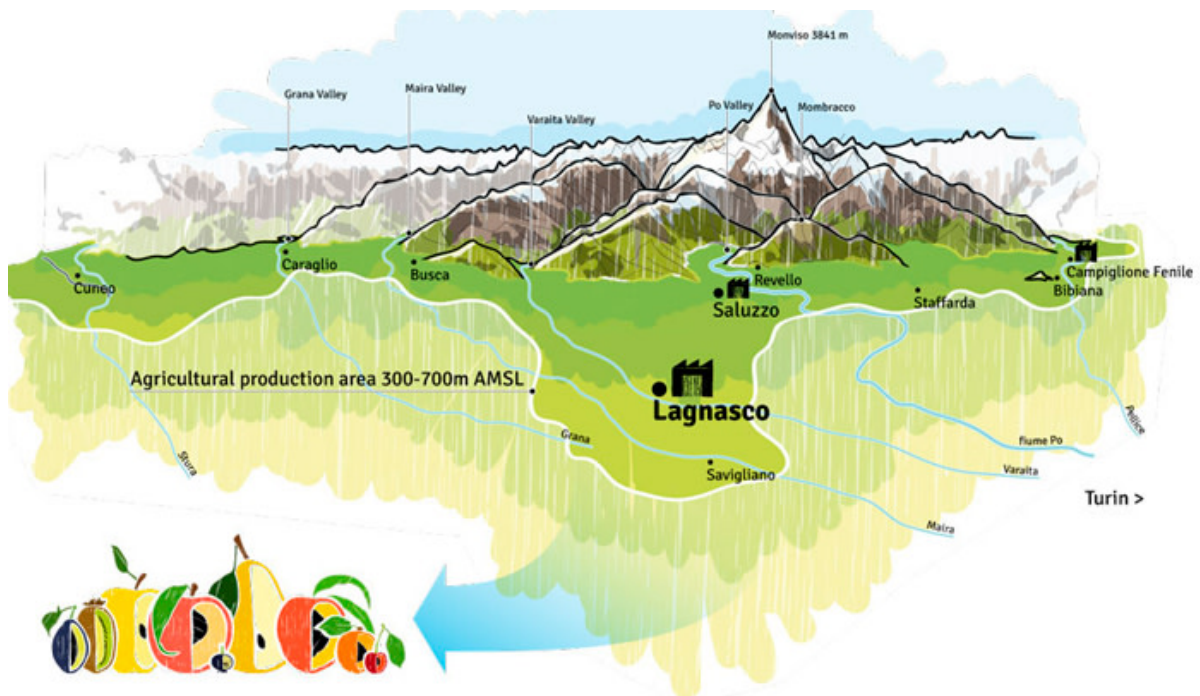 Monviso 3841 m
Grana Valley
Maira Valley
Varaita Valley
Po Valley
Mombracco
Cuneo
Caraglio
Busca
Revello
Saluzzo
Staffarda
Campiglione Fenile
Bibiana
Agricultural production area 300-700m AMSL
Lagnasco
Grana
Savigliano
Stura
fiume Po
Varaita
Maira
Pellice
Turin >